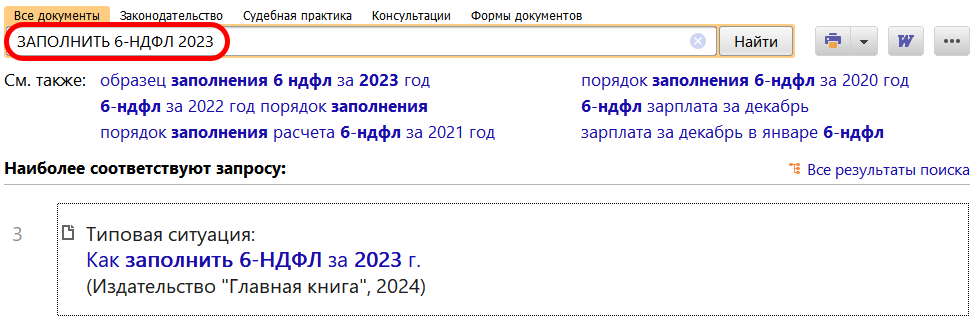 Все документы Законодательство Судебная практика Консультации Формы документов
ЗАПОЛНИТЬ 6-НДФЛ 2023 Найти W
См. также: образец заполнения 6 ндфл за 2023 год порядок заполнения 6-ндфл за 2020 год
6-ндфл за 2022 год порядок заполнения 6-ндфл зарплата за декабрь
порядок заполнения расчета 6-ндфл за 2021 год зарплата за декабрь в январе 6-ндфл
Наиболее соответствуют запросу: Все результаты поиска
3 Типовая ситуация:
Как заполнить 6-НДФЛ за 2023 г.
(Издательство "Главная книга", 2024)